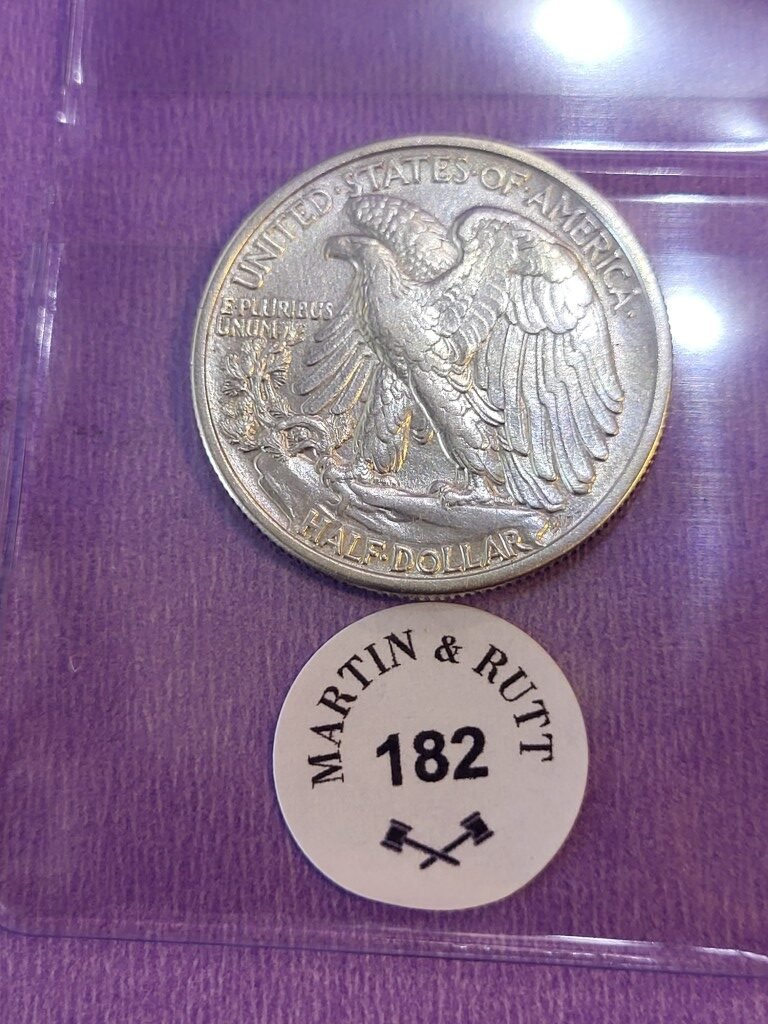 UNITED·STATES·OF·AMERICA·
E·PLURIBUS
UNUM
HALF·DOLLAR
MARTIN & RUTT
182